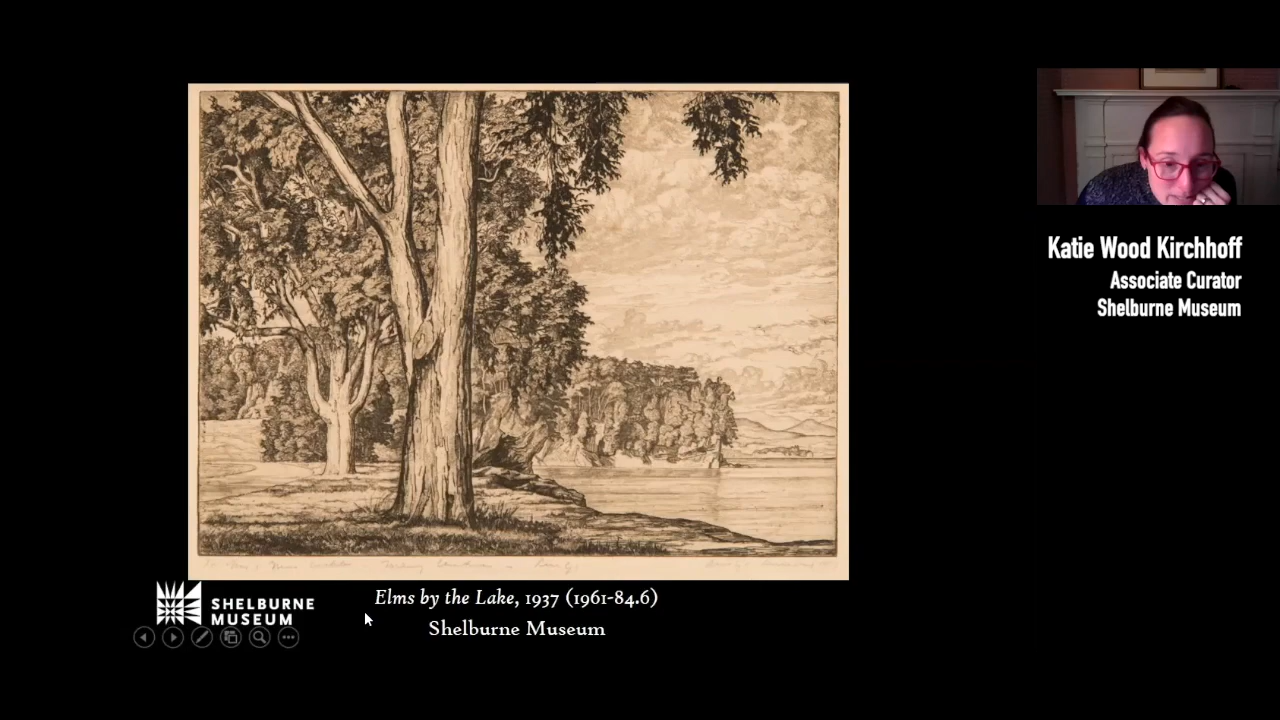 Katie Wood Kirchhoff
Associate Curator
Shelburne Museum
SHELBURNE
MUSEUM
Elms by the Lake, 1937 (1961-84.6)
Shelburne Museum